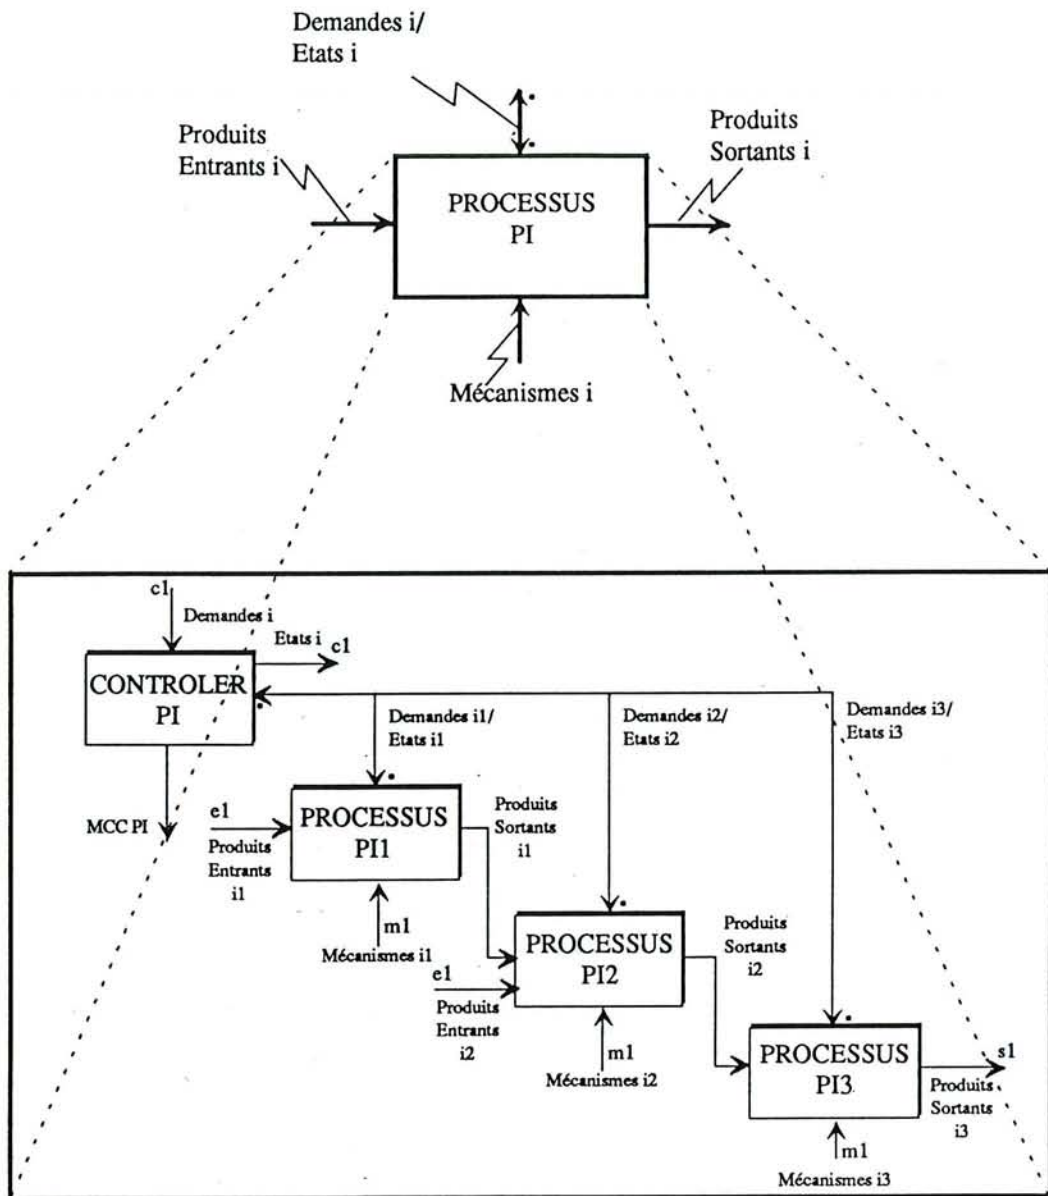 Demandes i/
Etats i
Produits
Entrants i
Produits
Sortants i
PROCESSUS
PI
Mécanismes i
c1
Demandes i
Etats i
c1
CONTROLER
PI
MCC PI
Demandes i1/
Etats i1
Demandes i2/
Etats i2
Demandes i3/
Etats i3
e1
Produits
Entrants
i1
PROCESSUS
PI1
Produits
Sortants
i1
m1
Mécanismes i1
e1
Produits
Entrants
i2
PROCESSUS
PI2
Produits
Sortants
i2
m1
Mécanismes i2
PROCESSUS
PI3
s1
Produits
Sortants
i3
m1
Mécanismes i3